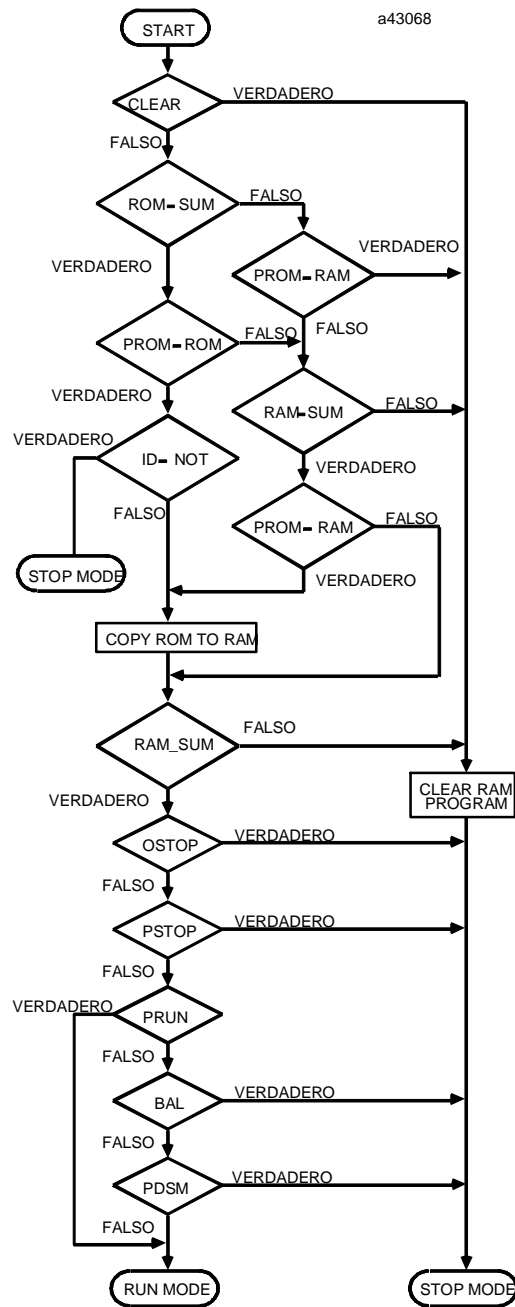 a43068
START
CLEAR
VERDADERO
FALSO
ROM-SUM
FALSO
VERDADERO
VERDADERO
PROM-RAM
PROM-ROM
FALSO
FALSO
VERDADERO
RAM-SUM
FALSO
VERDADERO
ID-NOT
VERDADERO
FALSO
PROM-RAM
FALSO
STOP MODE
VERDADERO
COPY ROM TO RAM
RAM_SUM
FALSO
VERDADERO
CLEAR RAM
PROGRAM
OSTOP
VERDADERO
FALSO
PSTOP
VERDADERO
FALSO
VERDADERO
PRUN
FALSO
BAL
VERDADERO
FALSO
PDSM
VERDADERO
FALSO
RUN MODE
STOP MODE